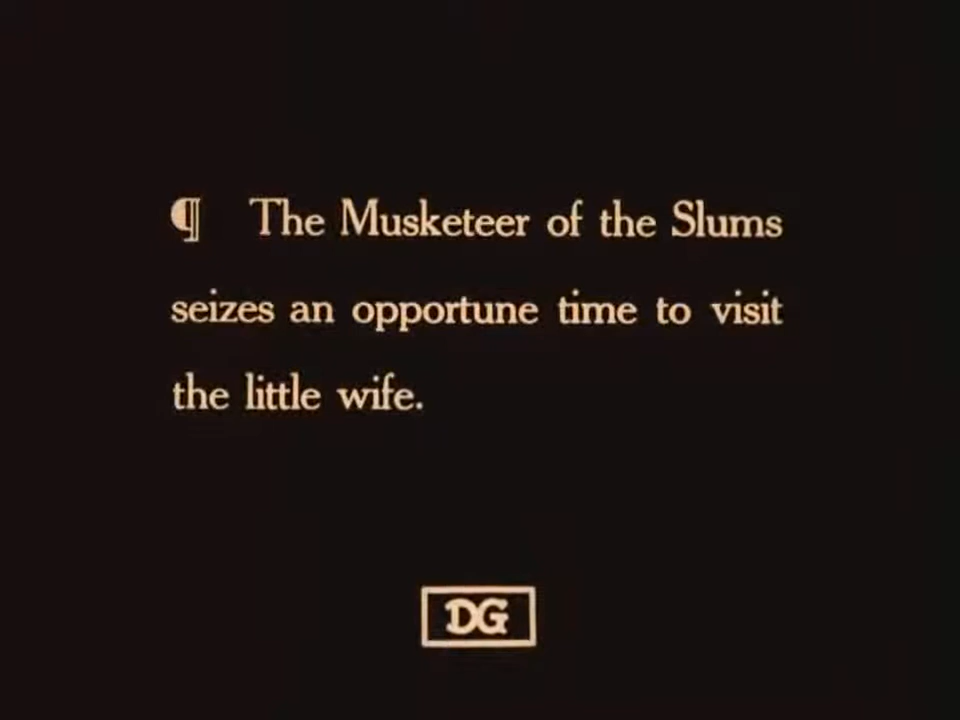 ¶ The Musketeer of the Slums
seizes an opportune time to visit
the little wife.
DG